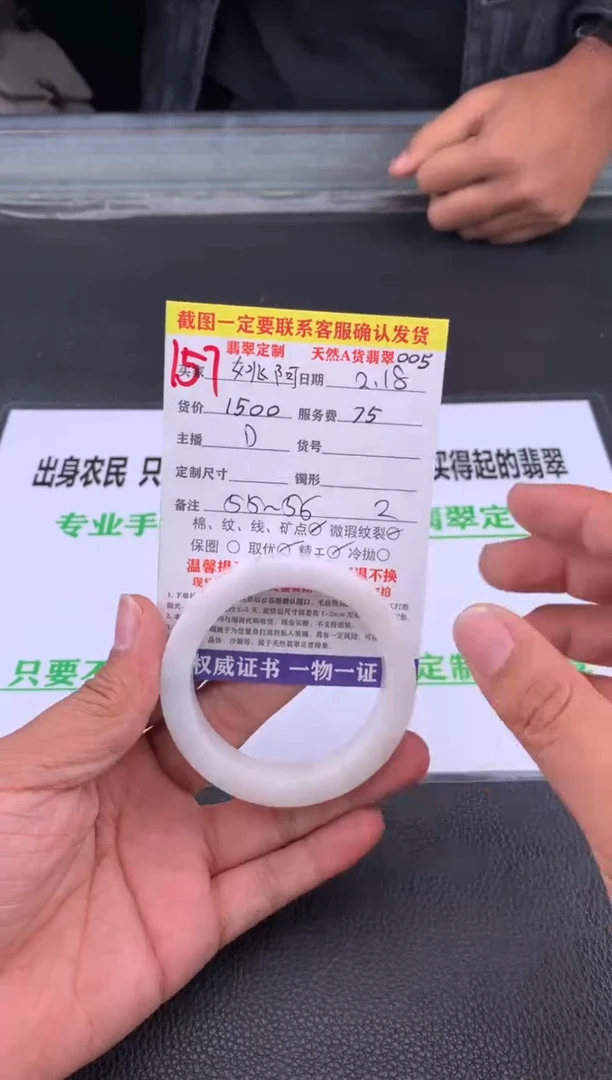 截图一定要联系客服确认发货
翡翠定制 天然A货翡翠005
157
买家 姚阿 日期 2.18
货价 1500 服务费 75
主播 D 货号
定制尺寸 镯形
备注 55~56 2
棉、纹、线、矿点 微瑕纹裂
保圈 取优 精工 冷抛
温馨提 退不换
权威证书 一物一证
出身农民 只 买得起的翡翠
专业手 翡翠定
只要不 定制